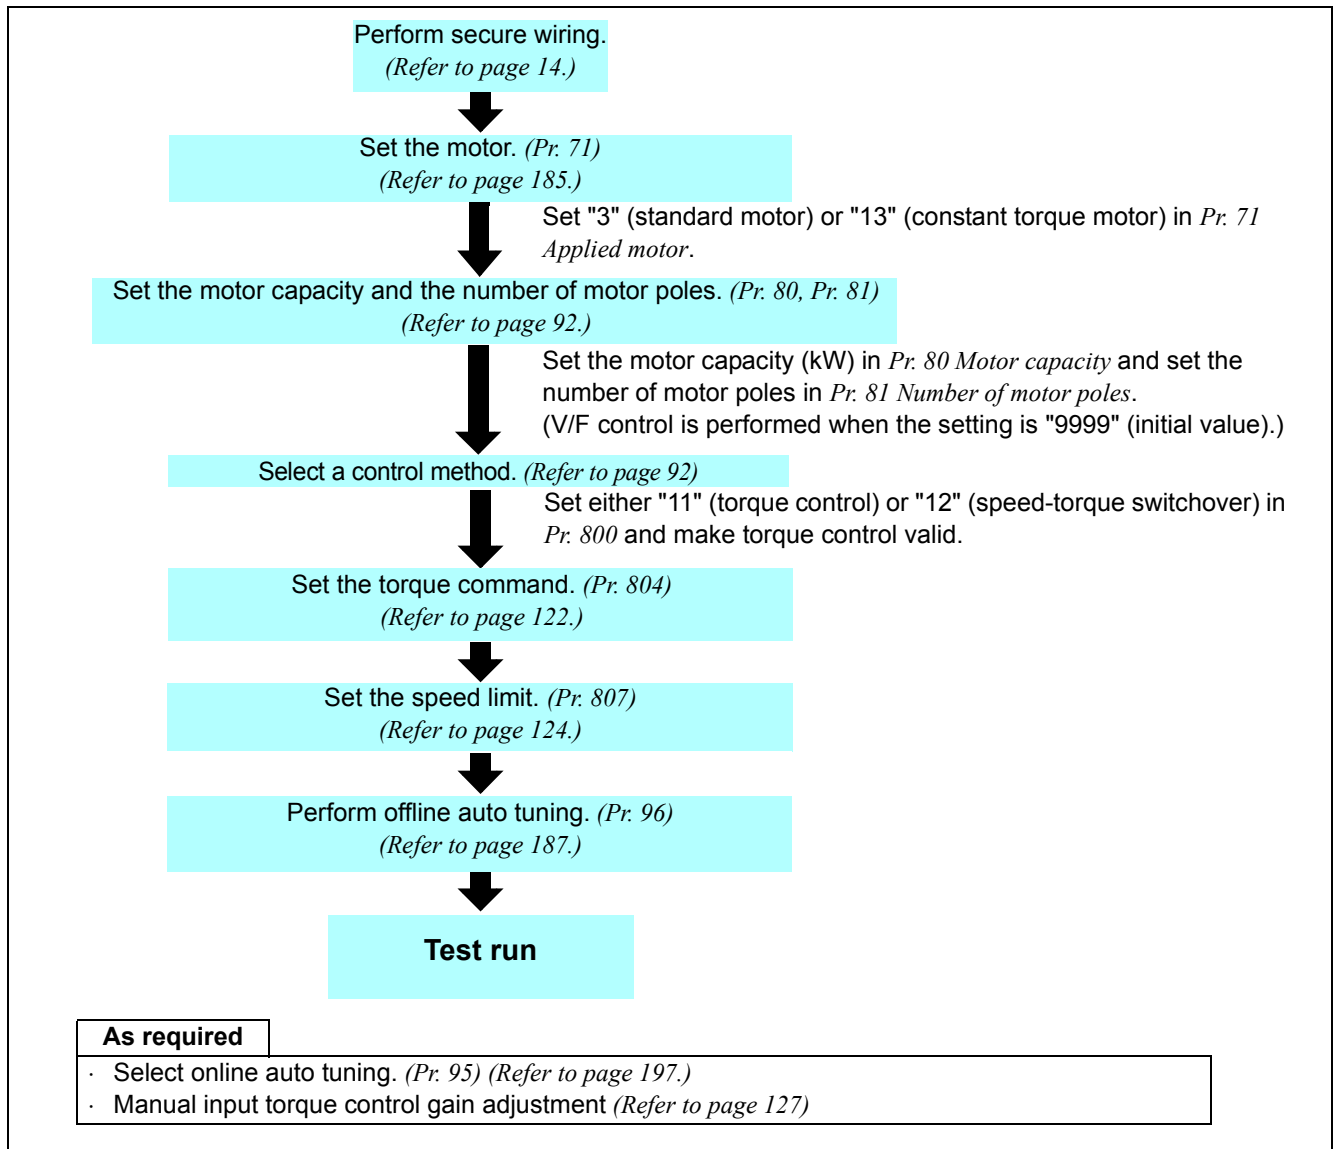 Perform secure wiring.
(Refer to page 14.)
Set the motor. (Pr. 71)
(Refer to page 185.)
Set "3" (standard motor) or "13" (constant torque motor) in Pr. 71
Applied motor.
Set the motor capacity and the number of motor poles. (Pr. 80, Pr. 81)
(Refer to page 92.)
Set the motor capacity (kW) in Pr. 80 Motor capacity and set the
number of motor poles in Pr. 81 Number of motor poles.
(V/F control is performed when the setting is "9999" (initial value).)
Select a control method. (Refer to page 92)
Set either "11" (torque control) or "12" (speed-torque switchover) in
Pr. 800 and make torque control valid.
Set the torque command. (Pr. 804)
(Refer to page 122.)
Set the speed limit. (Pr. 807)
(Refer to page 124.)
Perform offline auto tuning. (Pr. 96)
(Refer to page 187.)
Test run
As required
· Select online auto tuning. (Pr. 95) (Refer to page 197.)
· Manual input torque control gain adjustment (Refer to page 127)